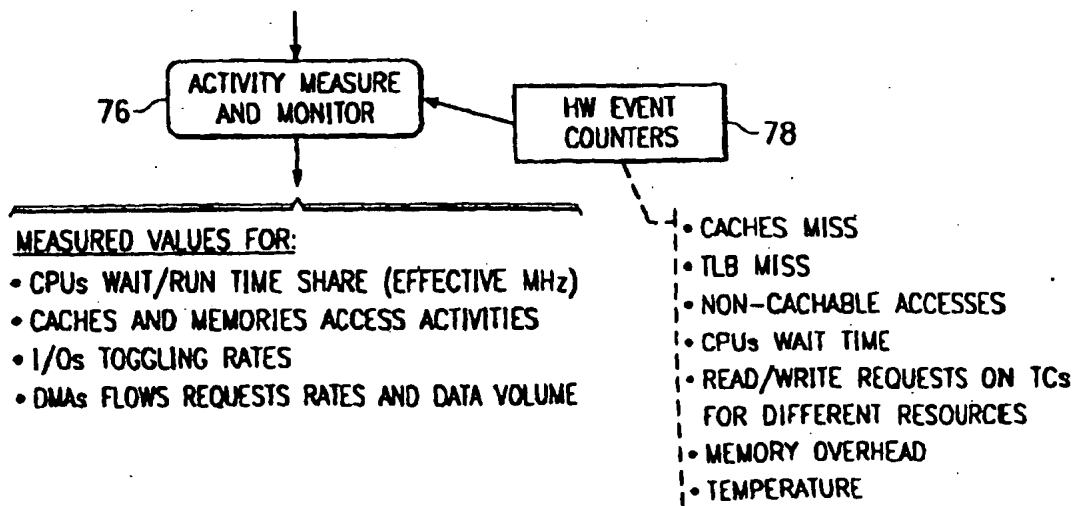 ACTIVITY MEASURE
AND MONITOR
76
HW EVENT
COUNTERS
78
MEASURED VALUES FOR:
• CPUs WAIT/RUN TIME SHARE (EFFECTIVE MHz)
• CACHES AND MEMORIES ACCESS ACTIVITIES
• I/Os TOGGLING RATES
• DMAs FLOWS REQUESTS RATES AND DATA VOLUME
• CACHES MISS
• TLB MISS
• NON-CACHABLE ACCESSES
• CPUs WAIT TIME
• READ/WRITE REQUESTS ON TCs
FOR DIFFERENT RESOURCES
• MEMORY OVERHEAD
• TEMPERATURE